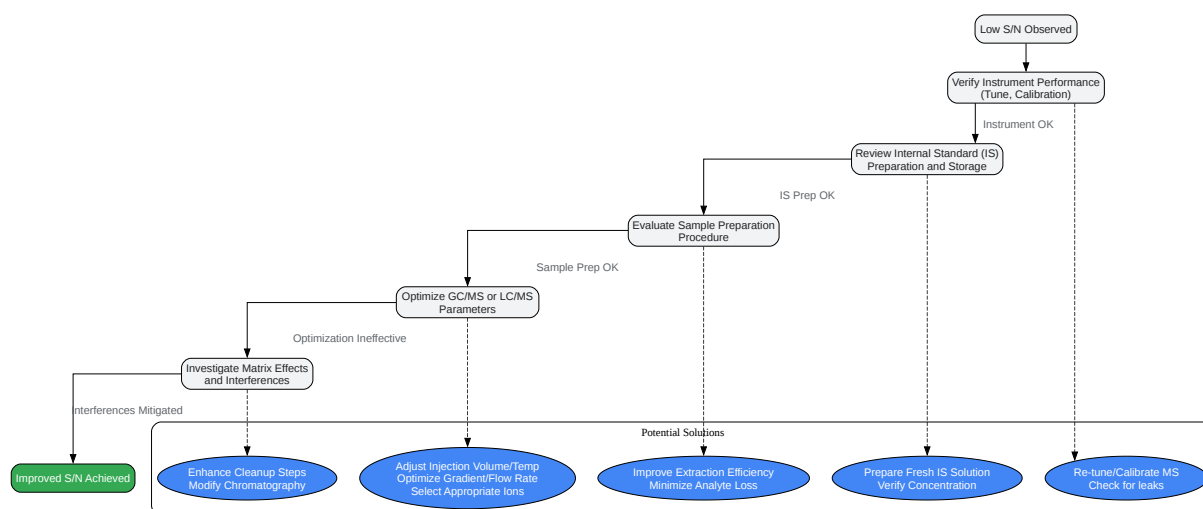 Low S/N Observed
Verify Instrument Performance
(Tune, Calibration)
Instrument OK
Review Internal Standard (IS)
Preparation and Storage
IS Prep OK
Evaluate Sample Preparation
Procedure
Sample Prep OK
Optimize GC/MS or LC/MS
Parameters
Optimization Ineffective
Investigate Matrix Effects
and Interferences
Interferences Mitigated
Potential Solutions
Improved S/N Achieved
Enhance Cleanup Steps
Modify Chromatography
Adjust Injection Volume/Temp
Optimize Gradient/Flow Rate
Select Appropriate Ions
Improve Extraction Efficiency
Minimize Analyte Loss
Prepare Fresh IS Solution
Verify Concentration
Re-tune/Calibrate MS
Check for leaks